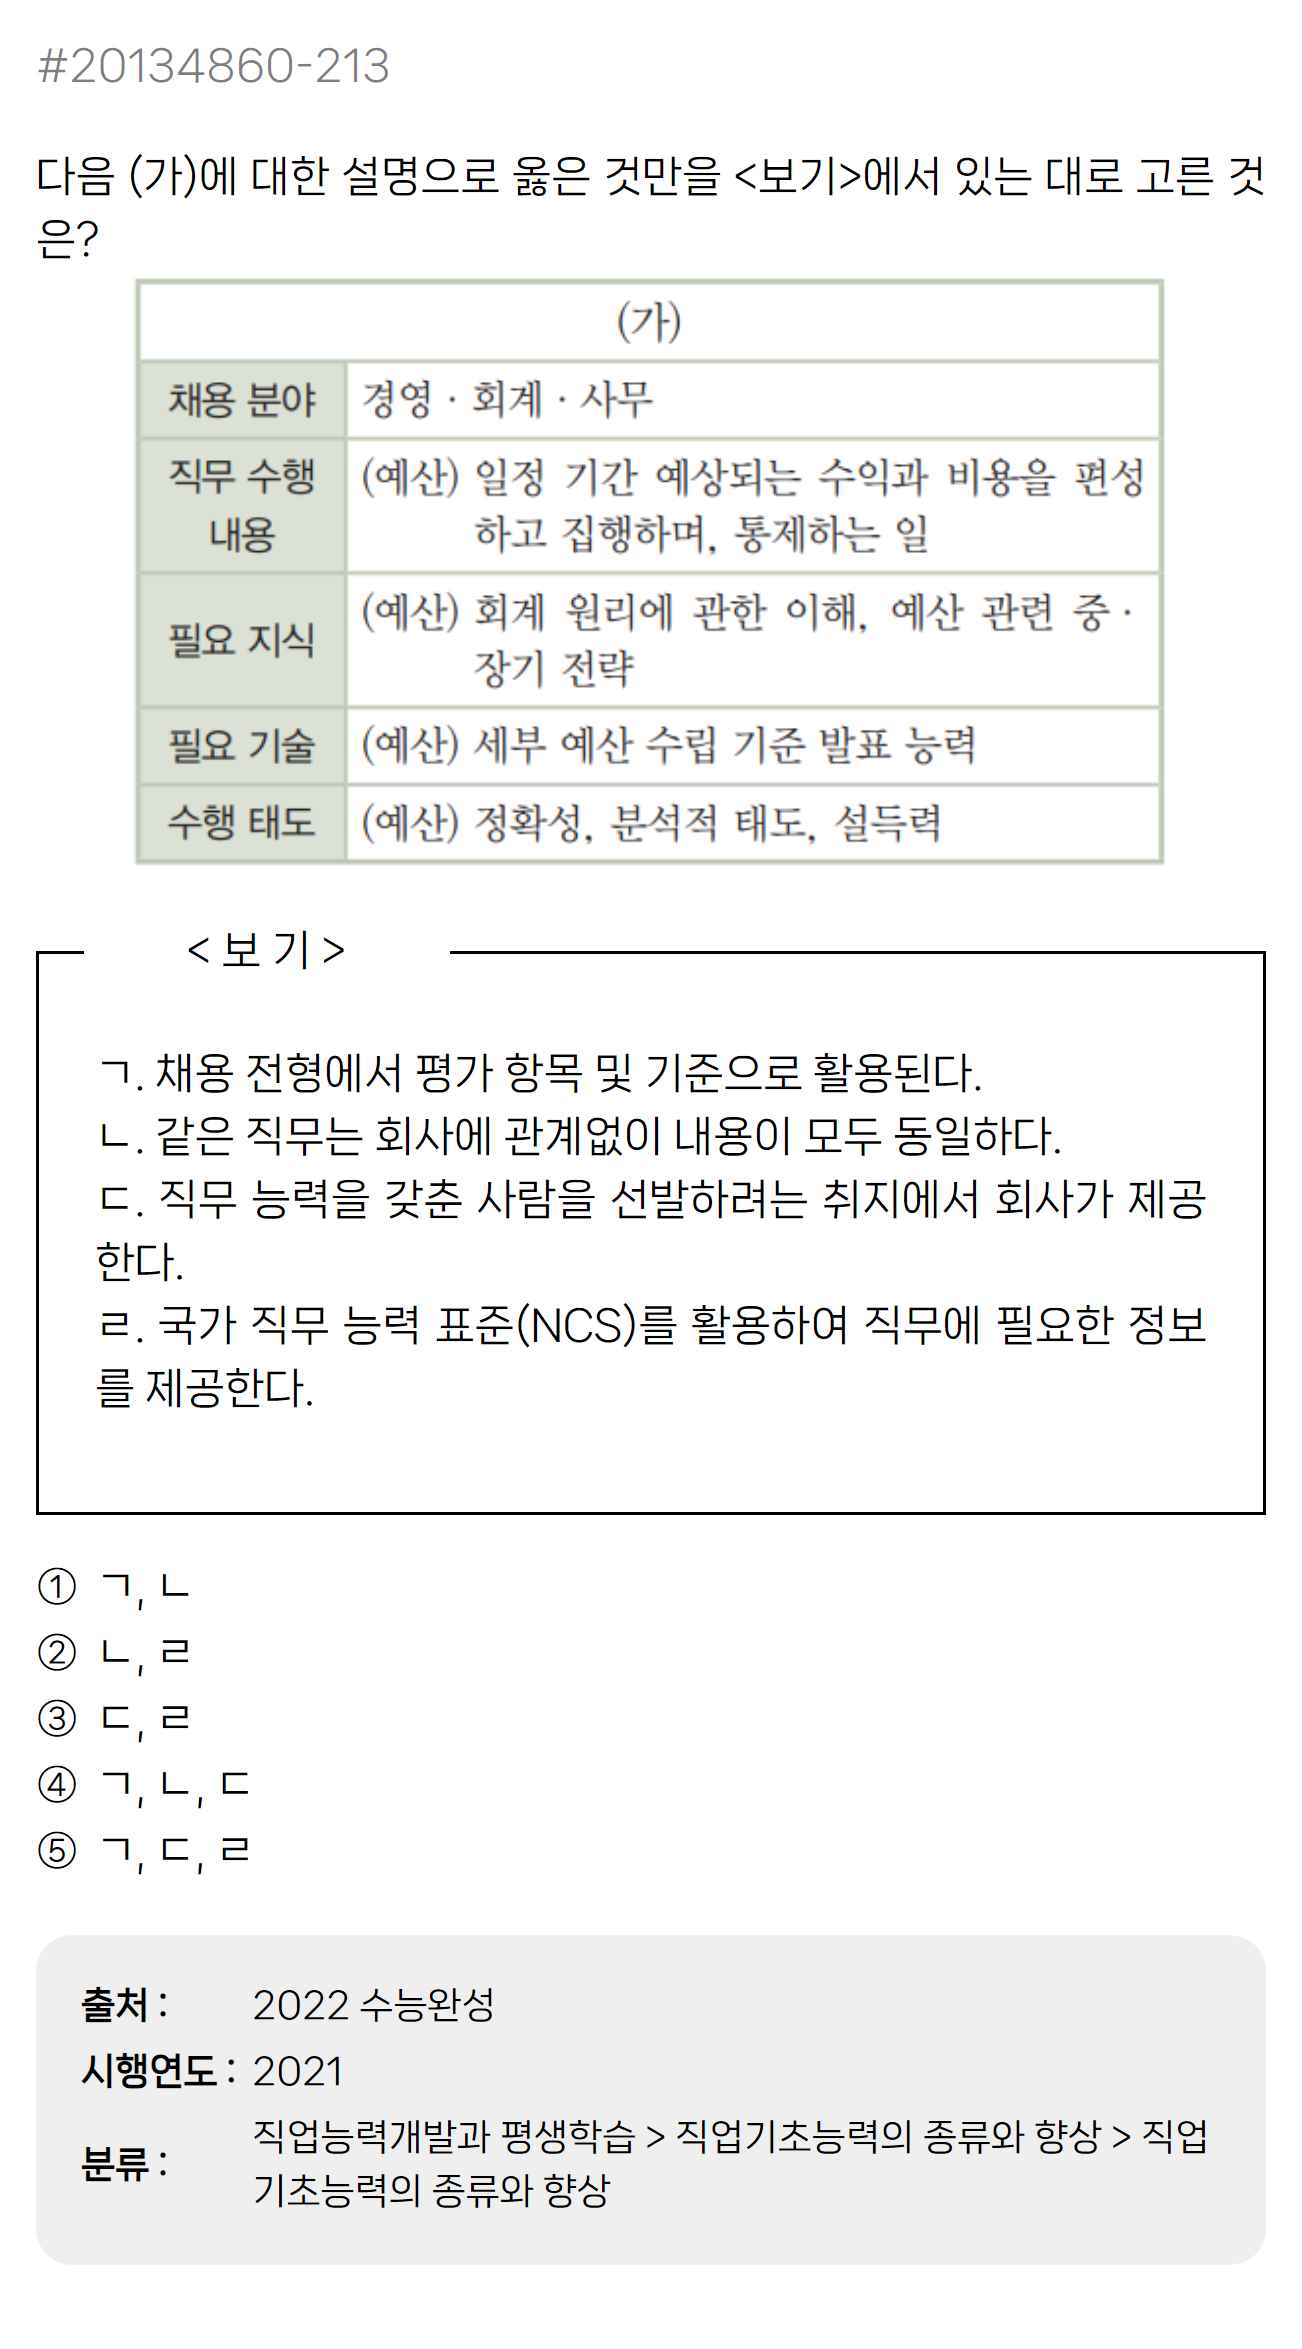 #20134860-213
다음 (가)에 대한 설명으로 옳은 것만을 <보기>에서 있는 대로 고른 것
은?
(가)
채용 분야 경영·회계·사무
직무 수행 (예산) 일정 기간 예상되는 수익과 비용을 편성
내용 하고 집행하며, 통제하는 일
필요 지식 (예산) 회계 원리에 관한 이해, 예산 관련 중·
장기 전략
필요 기술 (예산) 세부 예산 수립 기준 발표 능력
수행 태도 (예산) 정확성, 분석적 태도, 설득력
< 보 기 >
ㄱ. 채용 전형에서 평가 항목 및 기준으로 활용된다.
ㄴ. 같은 직무는 회사에 관계없이 내용이 모두 동일하다.
ㄷ. 직무 능력을 갖춘 사람을 선발하려는 취지에서 회사가 제공
한다.
ㄹ. 국가 직무 능력 표준(NCS)를 활용하여 직무에 필요한 정보
를 제공한다.
① ㄱ, ㄴ
② ㄴ, ㄹ
③ ㄷ, ㄹ
④ ㄱ, ㄴ, ㄷ
⑤ ㄱ, ㄷ, ㄹ
출처 : 2022 수능완성
시행연도 : 2021
분류 : 직업능력개발과 평생학습 > 직업기초능력의 종류와 향상 > 직업
기초능력의 종류와 향상